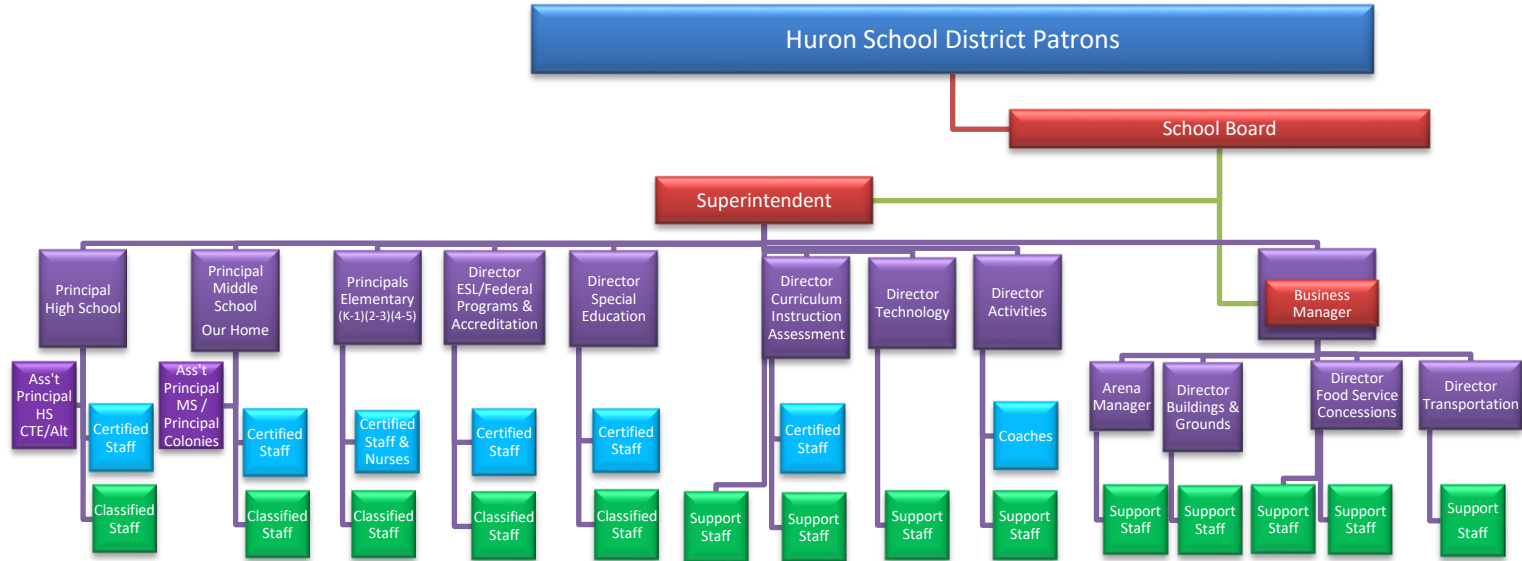 Huron School District Patrons
School Board
Superintendent
Principal
High School
Principal
Middle
School
Our Home
Principals
Elementary
(K-1)(2-3)(4-5)
Director
ESL/Federal
Programs &
Accreditation
Director
Special
Education
Director
Curriculum
Instruction
Assessment
Director
Technology
Director
Activities
Business
Manager
Ass't
Principal
HS
CTE/Alt
Ass't
Principal
MS /
Principal
Colonies
Arena
Manager
Director
Buildings &
Grounds
Director
Food Service
Concessions
Director
Transportation
Certified
Staff
Certified
Staff
Certified
Staff &
Nurses
Certified
Staff
Certified
Staff
Certified
Staff
Coaches
Classified
Staff
Classified
Staff
Classified
Staff
Classified
Staff
Classified
Staff
Support
Staff
Support
Staff
Support
Staff
Support
Staff
Support
Staff
Support
Staff
Support
Staff
Support
Staff
Support
Staff